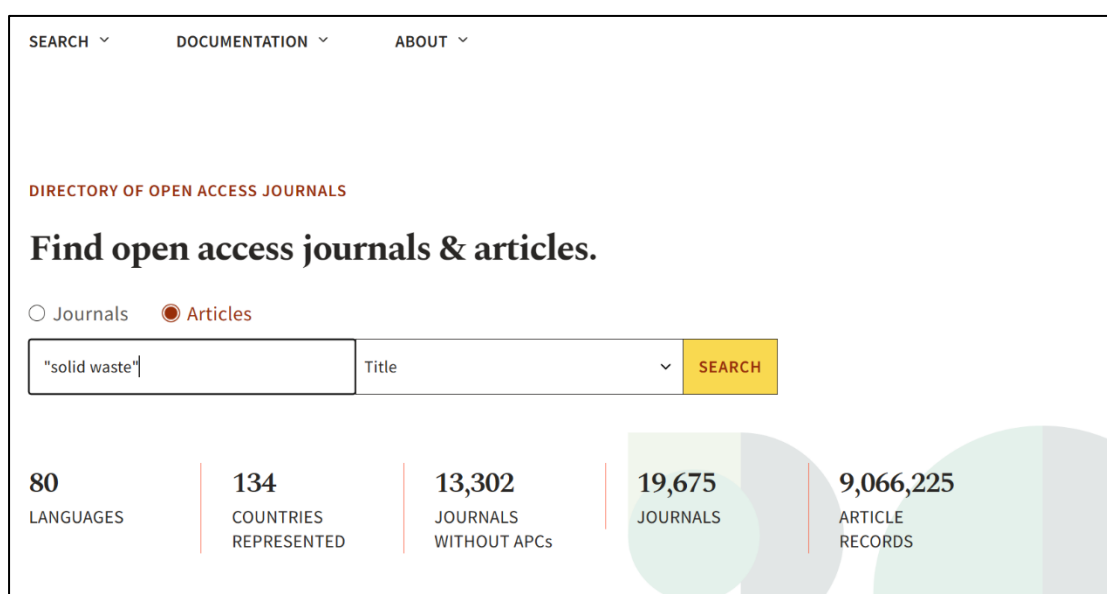 SEARCH DOCUMENTATION ABOUT
DIRECTORY OF OPEN ACCESS JOURNALS
Find open access journals & articles.
Journals Articles
"solid waste" Title SEARCH
80 134 13,302 19,675 9,066,225
LANGUAGES COUNTRIES JOURNALS JOURNALS ARTICLE
REPRESENTED WITHOUT APCs RECORDS